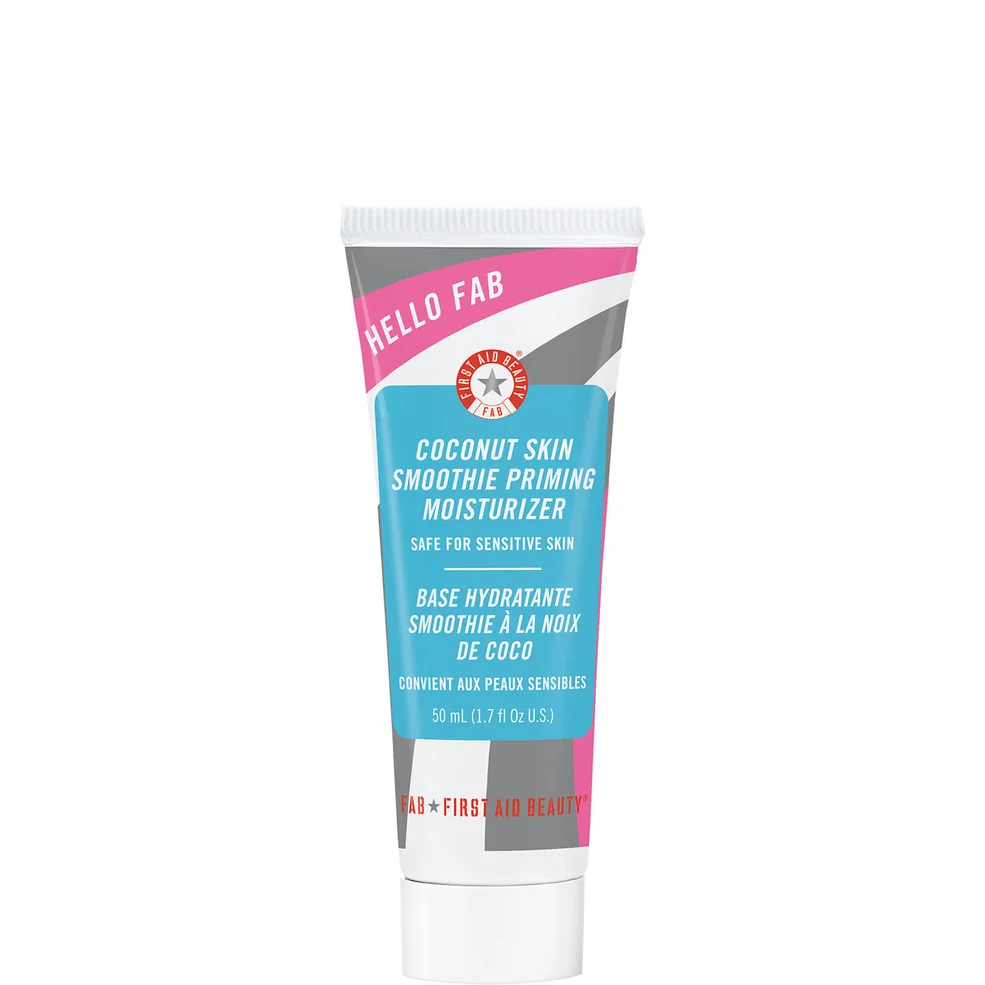 HELLO FAB
FIRST AID BEAUTY®
FAB
COCONUT SKIN
SMOOTHIE PRIMING
MOISTURIZER
SAFE FOR SENSITIVE SKIN
BASE HYDRATANTE
SMOOTHIE À LA NOIX
DE COCO
CONVIENT AUX PEAUX SENSIBLES
50 mL (1.7 fl Oz U.S.)
FAB★FIRST AID BEAUTY®